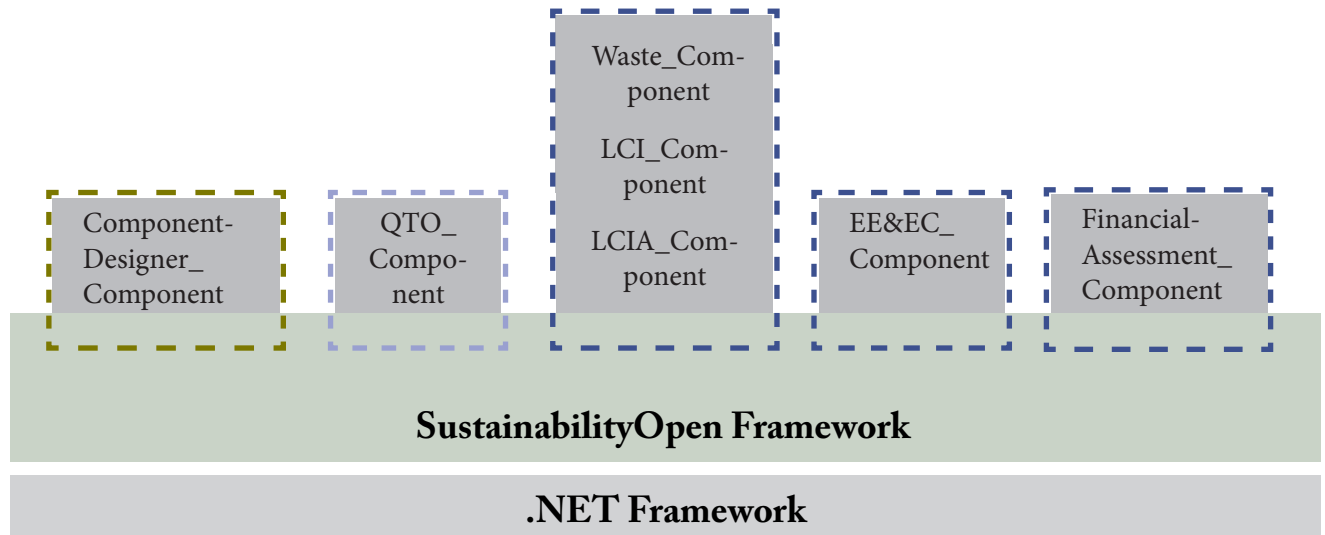 Waste_Com-
ponent
LCI_Com-
ponent
LCIA_Com-
ponent
Component-
Designer_
Component
QTO_
Compo-
nent
EE&EC_
Component
Financial-
Assessment_
Component
SustainabilityOpen Framework
.NET Framework